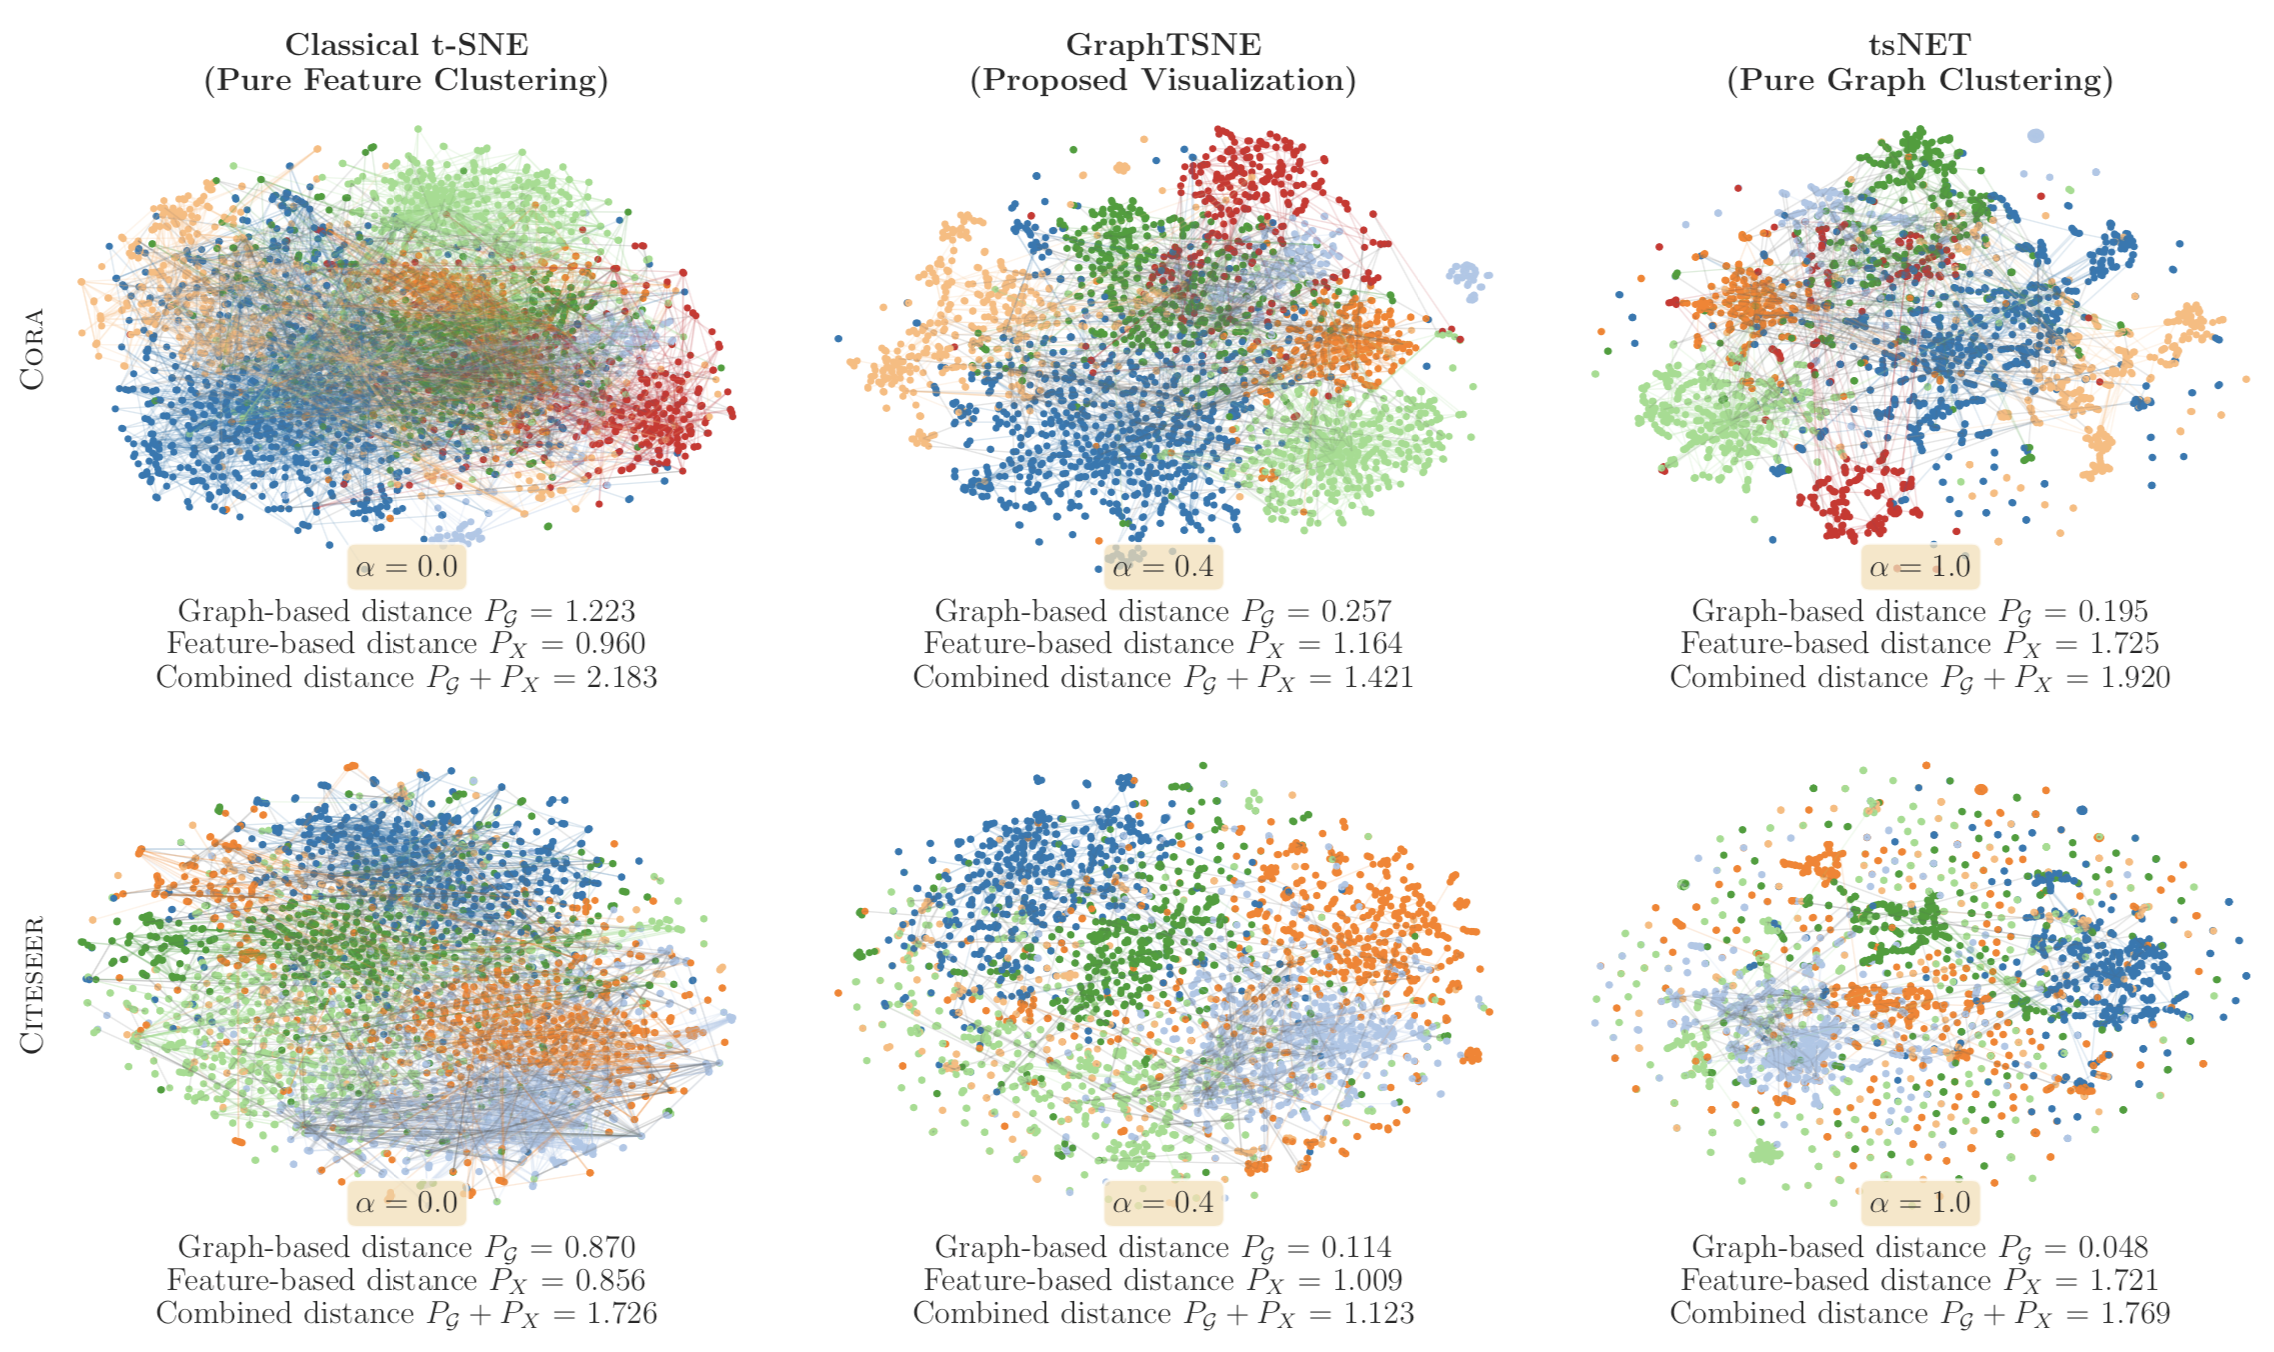 Classical t-SNE
(Pure Feature Clustering)
GraphTSNE
(Proposed Visualization)
tsNET
(Pure Graph Clustering)
CORA
α = 0.0
Graph-based distance P_𝒢 = 1.223
Feature-based distance P_X = 0.960
Combined distance P_𝒢 + P_X = 2.183
α = 0.4
Graph-based distance P_𝒢 = 0.257
Feature-based distance P_X = 1.164
Combined distance P_𝒢 + P_X = 1.421
α = 1.0
Graph-based distance P_𝒢 = 0.195
Feature-based distance P_X = 1.725
Combined distance P_𝒢 + P_X = 1.920
CITESEER
α = 0.0
Graph-based distance P_𝒢 = 0.870
Feature-based distance P_X = 0.856
Combined distance P_𝒢 + P_X = 1.726
α = 0.4
Graph-based distance P_𝒢 = 0.114
Feature-based distance P_X = 1.009
Combined distance P_𝒢 + P_X = 1.123
α = 1.0
Graph-based distance P_𝒢 = 0.048
Feature-based distance P_X = 1.721
Combined distance P_𝒢 + P_X = 1.769